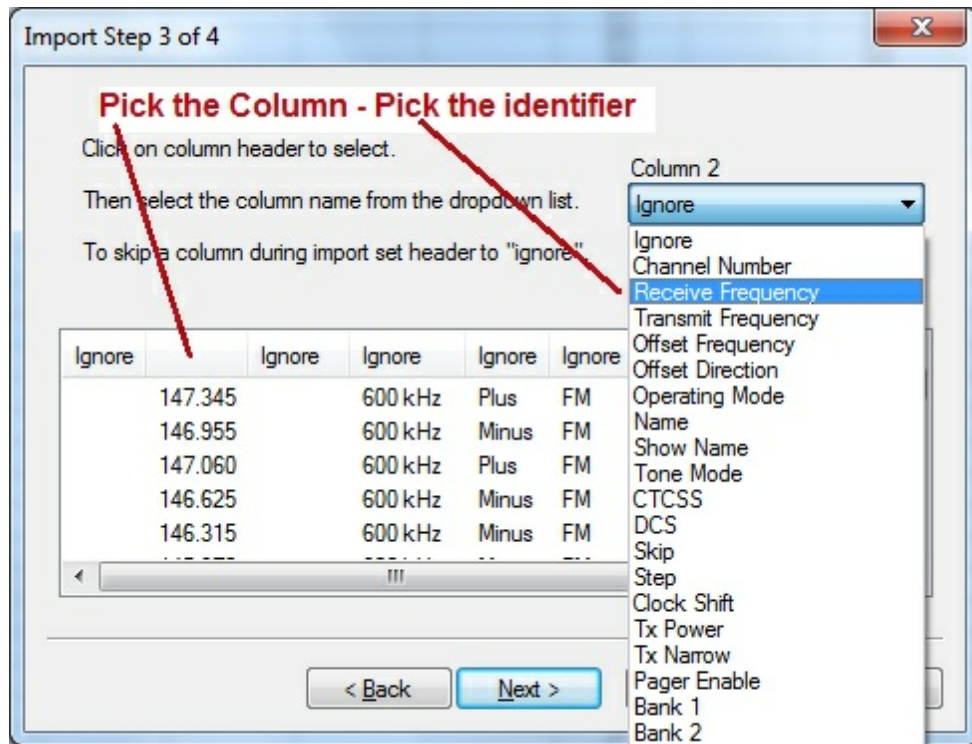 Import Step 3 of 4
Pick the Column - Pick the identifier
Click on column header to select.
Then select the column name from the dropdown list.
To skip a column during import set header to "ignore".
Column 2
Ignore
Ignore
Channel Number
Receive Frequency
Transmit Frequency
Offset Frequency
Offset Direction
Operating Mode
Name
Show Name
Tone Mode
CTCSS
DCS
Skip
Step
Clock Shift
Tx Power
Tx Narrow
Pager Enable
Bank 1
Bank 2
Ignore Ignore Ignore Ignore Ignore
147.345 600 kHz Plus FM
146.955 600 kHz Minus FM
147.060 600 kHz Plus FM
146.625 600 kHz Minus FM
146.315 600 kHz Minus FM
< Back Next >